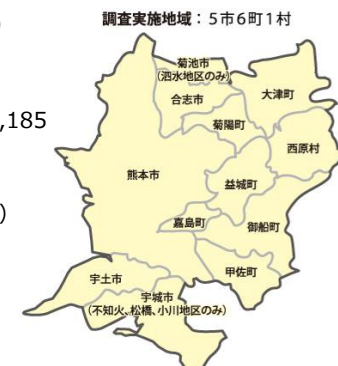 調査実施地域：5市6町1村
)
,185
)
菊池市
(泗水地区のみ)
合志市
大津町
菊陽町
西原村
熊本市
益城町
嘉島町
御船町
甲佐町
宇土市
宇城市
(不知火、松橋、小川地区のみ)